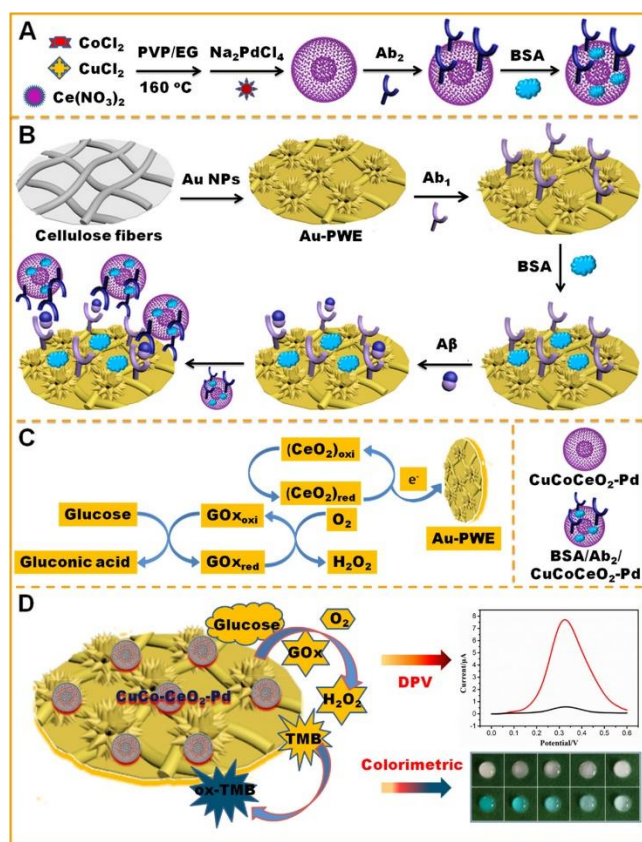 A
CoCl2
CuCl2
Ce(NO3)2
PVP/EG
160 oC
Na2PdCl4
Ab2
BSA
B
Cellulose fibers
Au NPs
Au-PWE
Ab1
BSA
Aβ
C
(CeO2)oxi
(CeO2)red
e-
Au-PWE
Glucose
GOxoxi
O2
Gluconic acid
GOxred
H2O2
CuCoCeO2-Pd
BSA/Ab2/
CuCoCeO2-Pd
D
Glucose
O2
GOx
H2O2
CuCo-CeO2-Pd
TMB
ox-TMB
DPV
Colorimetric
Current/μA
8
7
6
5
4
3
2
1
0
0.0 0.1 0.2 0.3 0.4 0.5 0.6
Potential/V